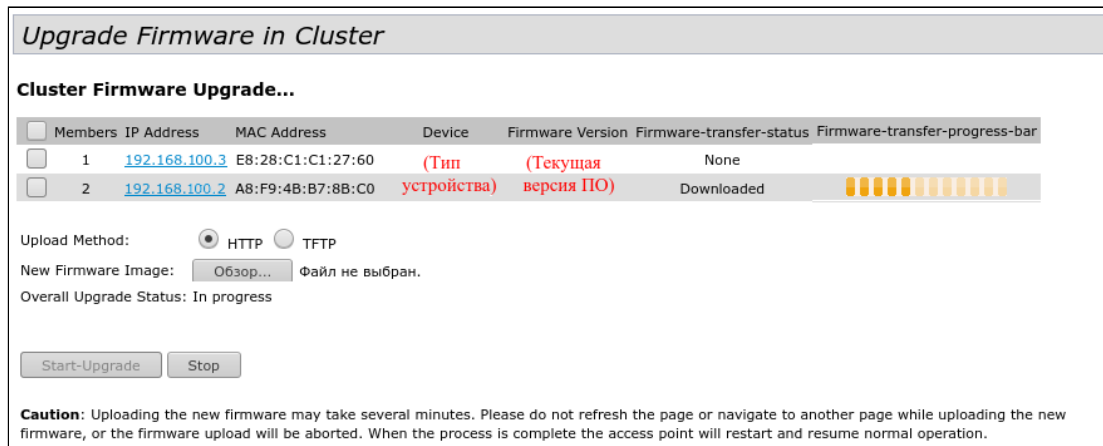 Upgrade Firmware in Cluster
Cluster Firmware Upgrade...
Members IP Address MAC Address Device Firmware Version Firmware-transfer-status Firmware-transfer-progress-bar
1 192.168.100.3 E8:28:C1:C1:27:60 (Тип (Текущая None
2 192.168.100.2 A8:F9:4B:B7:8B:C0 устройства) версия ПО) Downloaded
Upload Method: HTTP TFTP
New Firmware Image: Обзор... Файл не выбран.
Overall Upgrade Status: In progress
Start-Upgrade Stop
Caution: Uploading the new firmware may take several minutes. Please do not refresh the page or navigate to another page while uploading the new
firmware, or the firmware upload will be aborted. When the process is complete the access point will restart and resume normal operation.